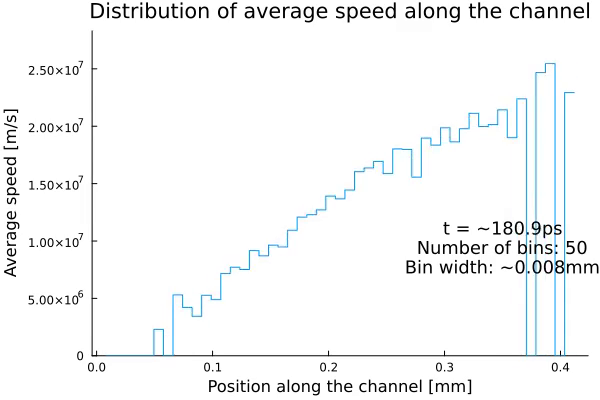 Distribution of average speed along the channel
Average speed [m/s]
2.50×10⁷
2.00×10⁷
1.50×10⁷
1.00×10⁷
5.00×10⁶
0
t = ~180.9ps
Number of bins: 50
Bin width: ~0.008mm
0.0 0.1 0.2 0.3 0.4
Position along the channel [mm]